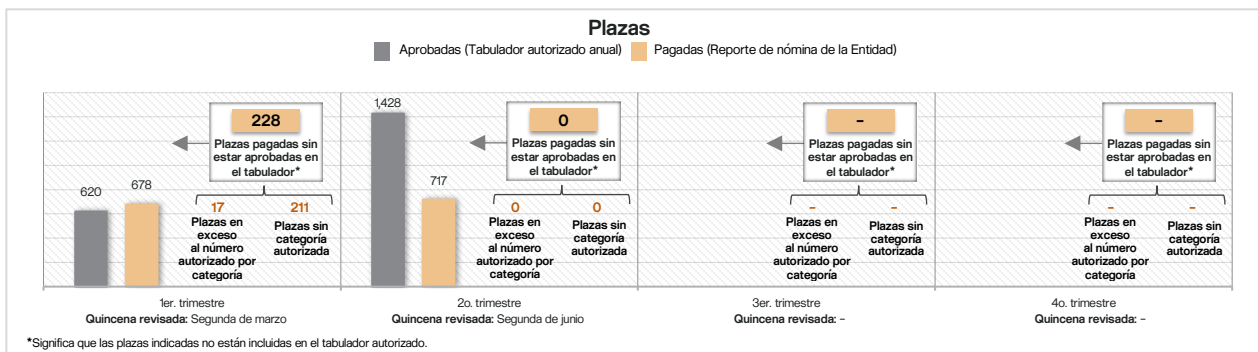 Plazas
Aprobadas (Tabulador autorizado anual)
Pagadas (Reporte de nómina de la Entidad)
620
678
228
Plazas pagadas sin
estar aprobadas en
el tabulador*
17
Plazas en
exceso
al número
autorizado por
categoría
211
Plazas sin
categoría
autorizada
1er. trimestre
Quincena revisada: Segunda de marzo
1,428
717
0
Plazas pagadas sin
estar aprobadas en
el tabulador*
0
Plazas en
exceso
al número
autorizado por
categoría
0
Plazas sin
categoría
autorizada
2o. trimestre
Quincena revisada: Segunda de junio
–
Plazas pagadas sin
estar aprobadas en
el tabulador*
–
Plazas en
exceso
al número
autorizado por
categoría
–
Plazas sin
categoría
autorizada
3er. trimestre
Quincena revisada: –
–
Plazas pagadas sin
estar aprobadas en
el tabulador*
–
Plazas en
exceso
al número
autorizado por
categoría
–
Plazas sin
categoría
autorizada
4o. trimestre
Quincena revisada: –
*Significa que las plazas indicadas no están incluidas en el tabulador autorizado.